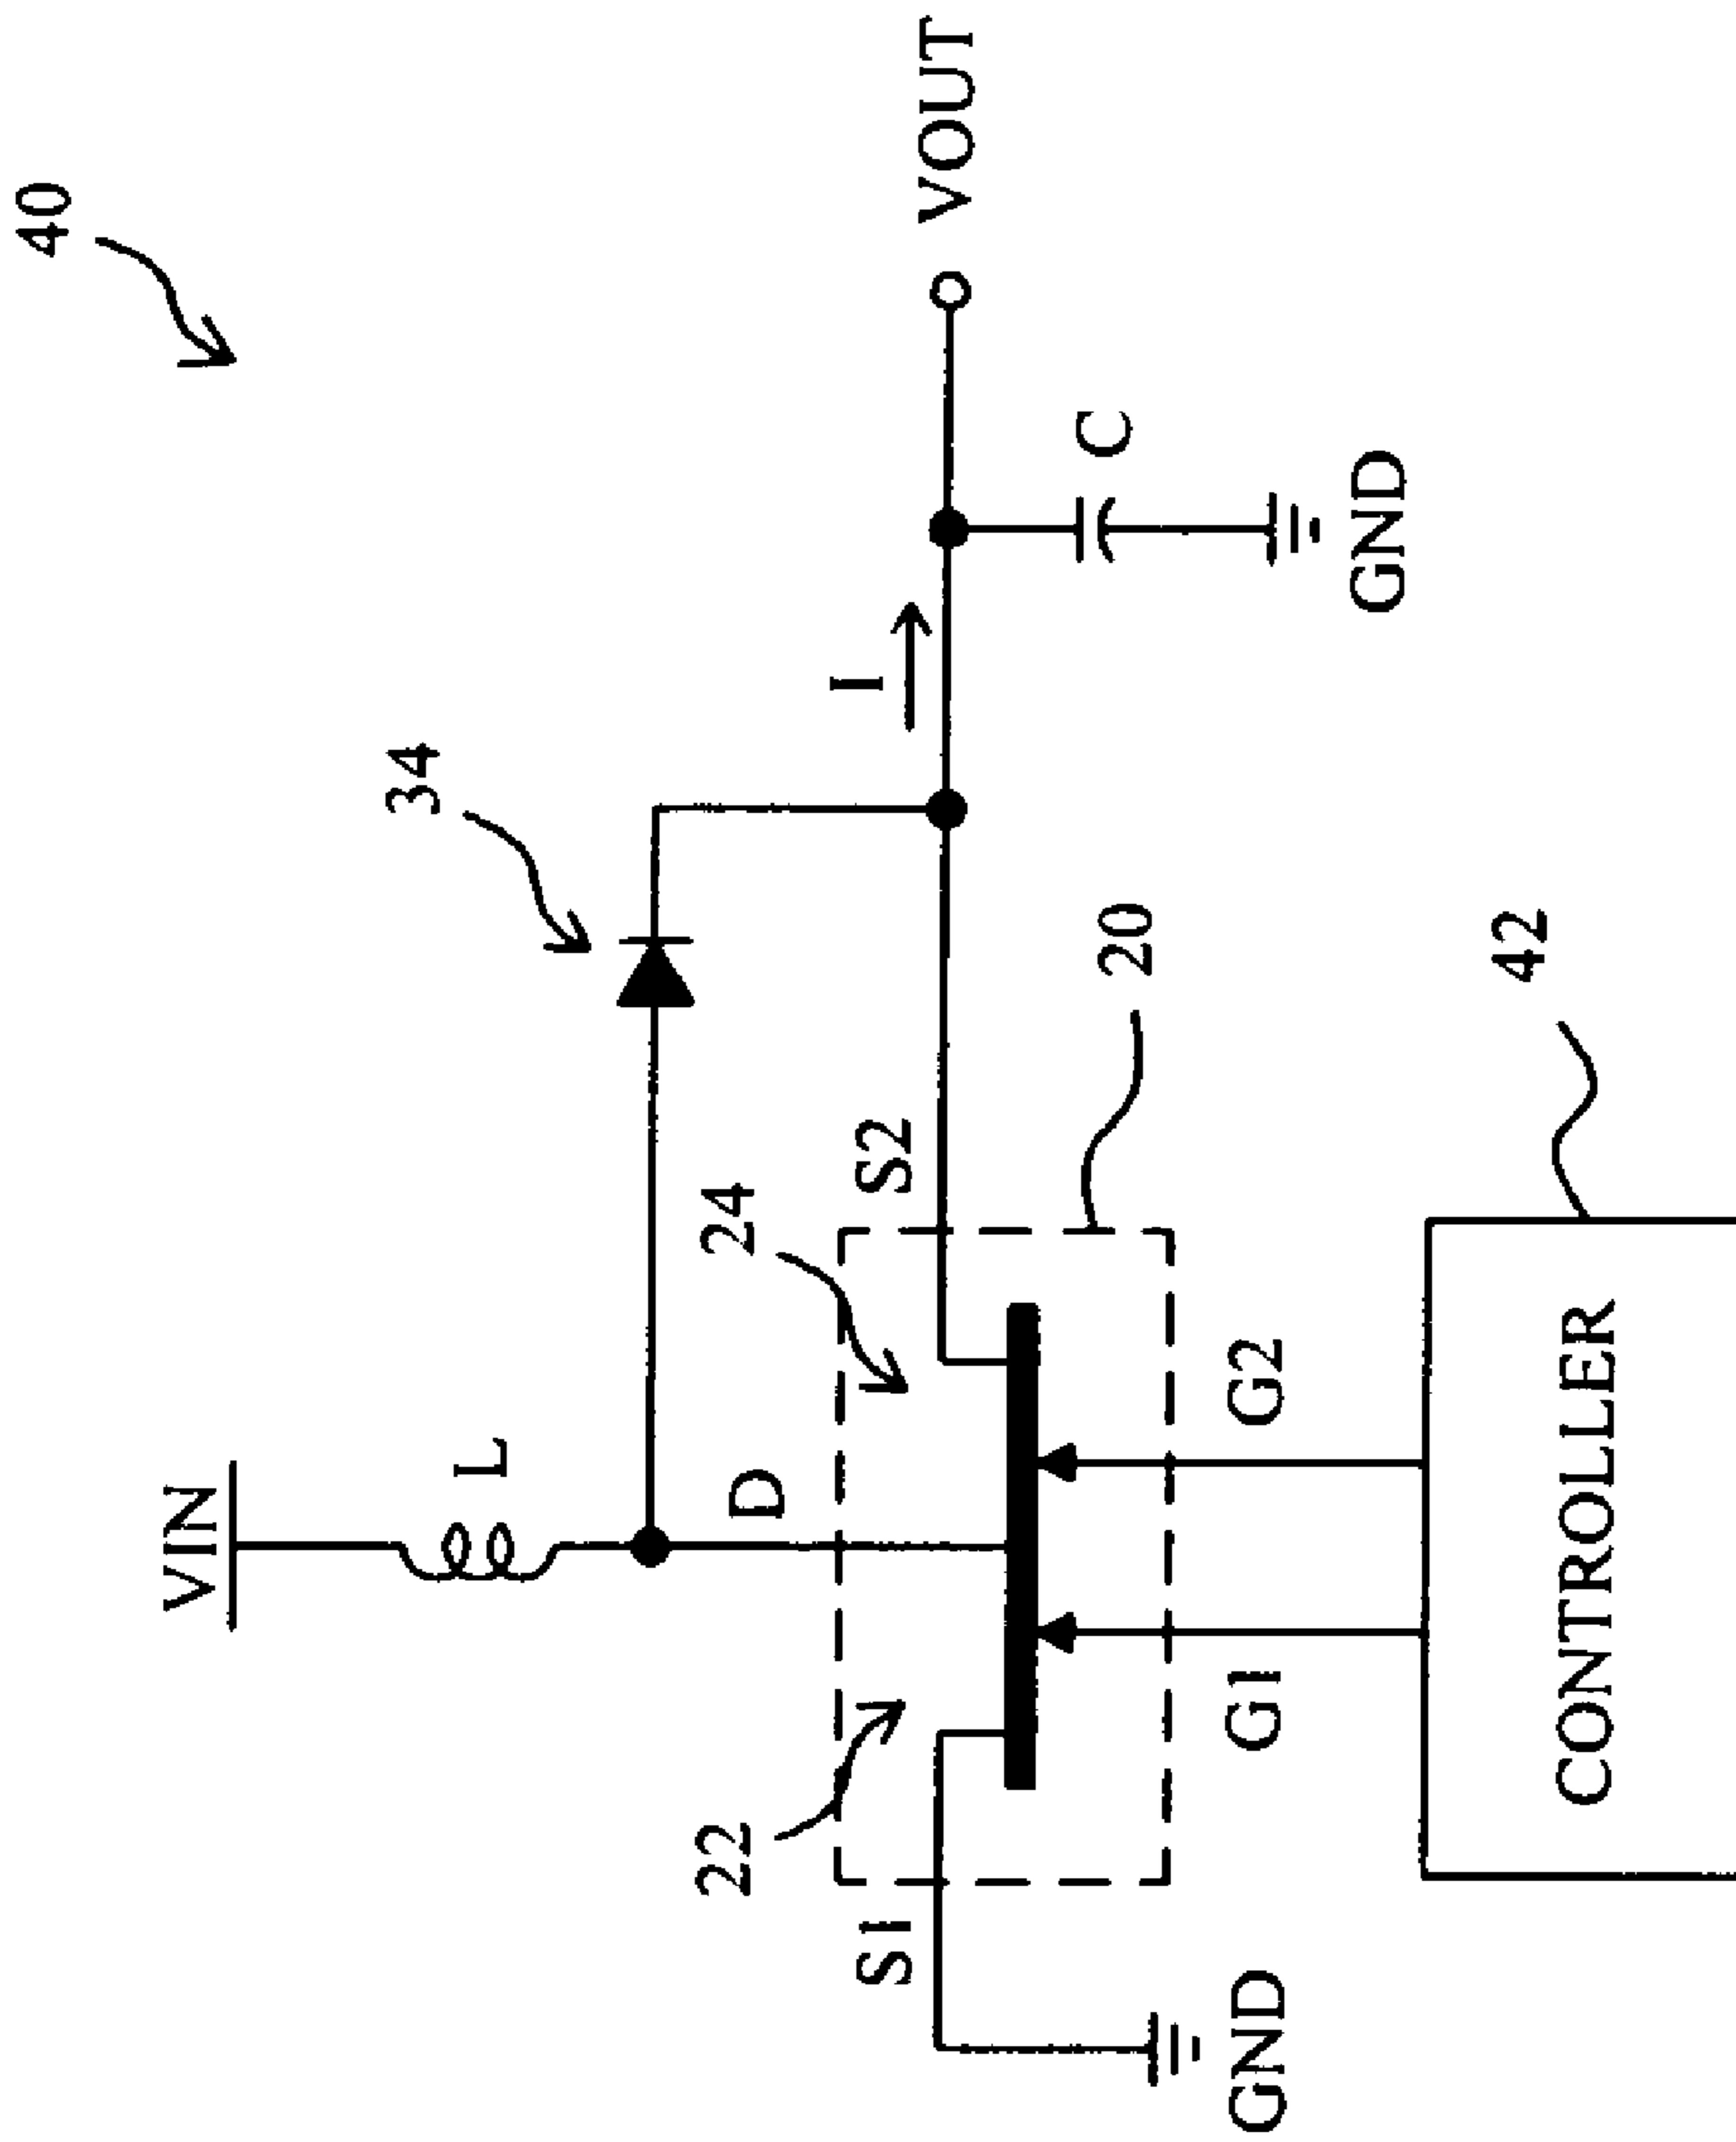 40
VIN
L
34
D
24
22
I
VOUT
S1
S2
C
20
GND
G1
G2
GND
42
CONTROLLER